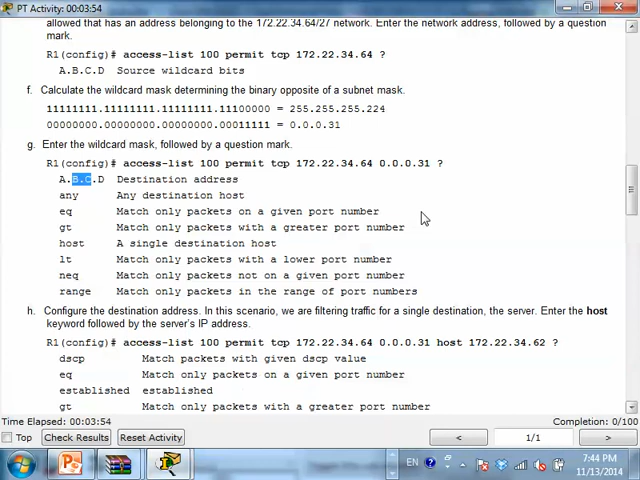 PT Activity: 00:03:54
allowed that has an address belonging to the 172.22.34.64/27 network. Enter the network address, followed by a question
mark.
R1(config)# access-list 100 permit tcp 172.22.34.64 ?
A.B.C.D Source wildcard bits
f. Calculate the wildcard mask determining the binary opposite of a subnet mask.
11111111.11111111.11111111.11100000 = 255.255.255.224
00000000.00000000.00000000.00011111 = 0.0.0.31
g. Enter the wildcard mask, followed by a question mark.
R1(config)# access-list 100 permit tcp 172.22.34.64 0.0.0.31 ?
A.B.C.D Destination address
any Any destination host
eq Match only packets on a given port number
gt Match only packets with a greater port number
host A single destination host
lt Match only packets with a lower port number
neq Match only packets not on a given port number
range Match only packets in the range of port numbers
h. Configure the destination address. In this scenario, we are filtering traffic for a single destination, the server. Enter the host
keyword followed by the server's IP address.
R1(config)# access-list 100 permit tcp 172.22.34.64 0.0.0.31 host 172.22.34.62 ?
dscp Match packets with given dscp value
eq Match only packets on a given port number
established established
gt Match only packets with a greater port number
Time Elapsed: 00:03:54 Completion: 0/100
Top Check Results Reset Activity < 1/1 >
EN 7:44 PM
11/13/2014